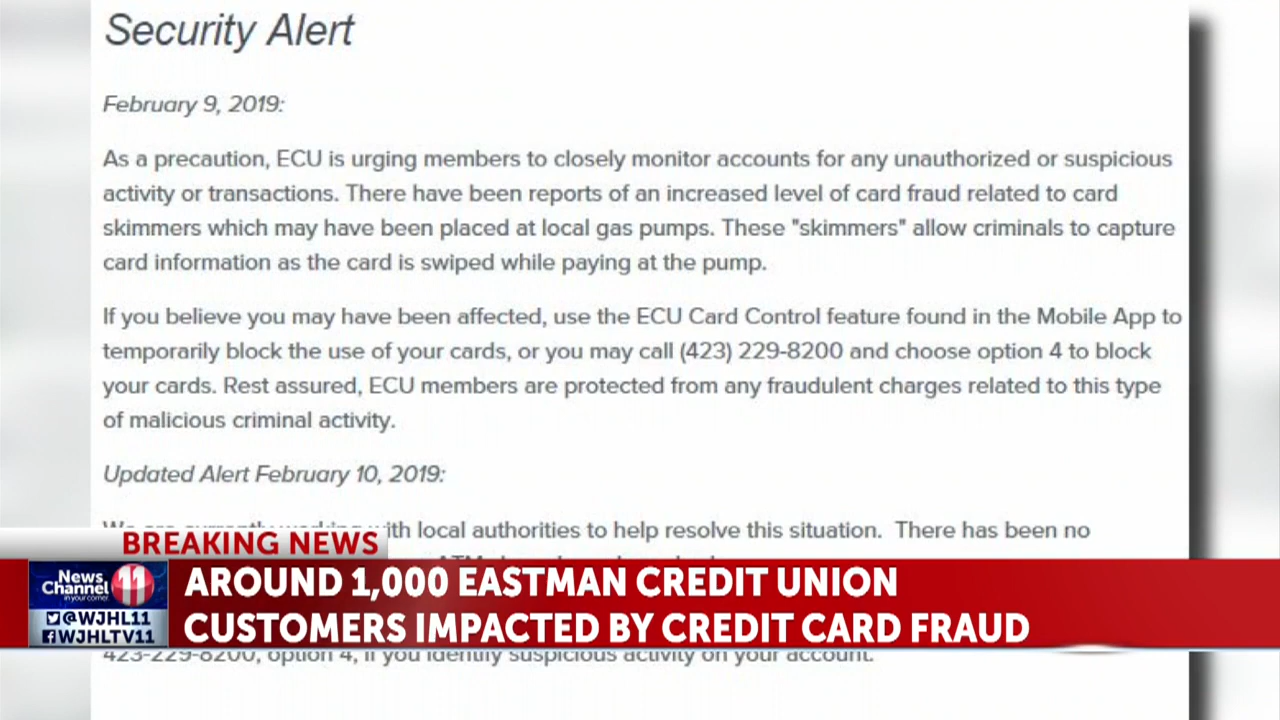 Security Alert
February 9, 2019:
As a precaution, ECU is urging members to closely monitor accounts for any unauthorized or suspicious
activity or transactions. There have been reports of an increased level of card fraud related to card
skimmers which may have been placed at local gas pumps. These "skimmers" allow criminals to capture
card information as the card is swiped while paying at the pump.
If you believe you may have been affected, use the ECU Card Control feature found in the Mobile App to
temporarily block the use of your cards, or you may call (423) 229-8200 and choose option 4 to block
your cards. Rest assured, ECU members are protected from any fraudulent charges related to this type
of malicious criminal activity.
Updated Alert February 10, 2019:
We are currently working with local authorities to help resolve this situation. There has been no
BREAKING NEWS
News
Channel 11
in your corner.
@WJHL11
WJHLTV11
AROUND 1,000 EASTMAN CREDIT UNION
CUSTOMERS IMPACTED BY CREDIT CARD FRAUD
423-229-8200, option 4, if you identify suspicious activity on your account.